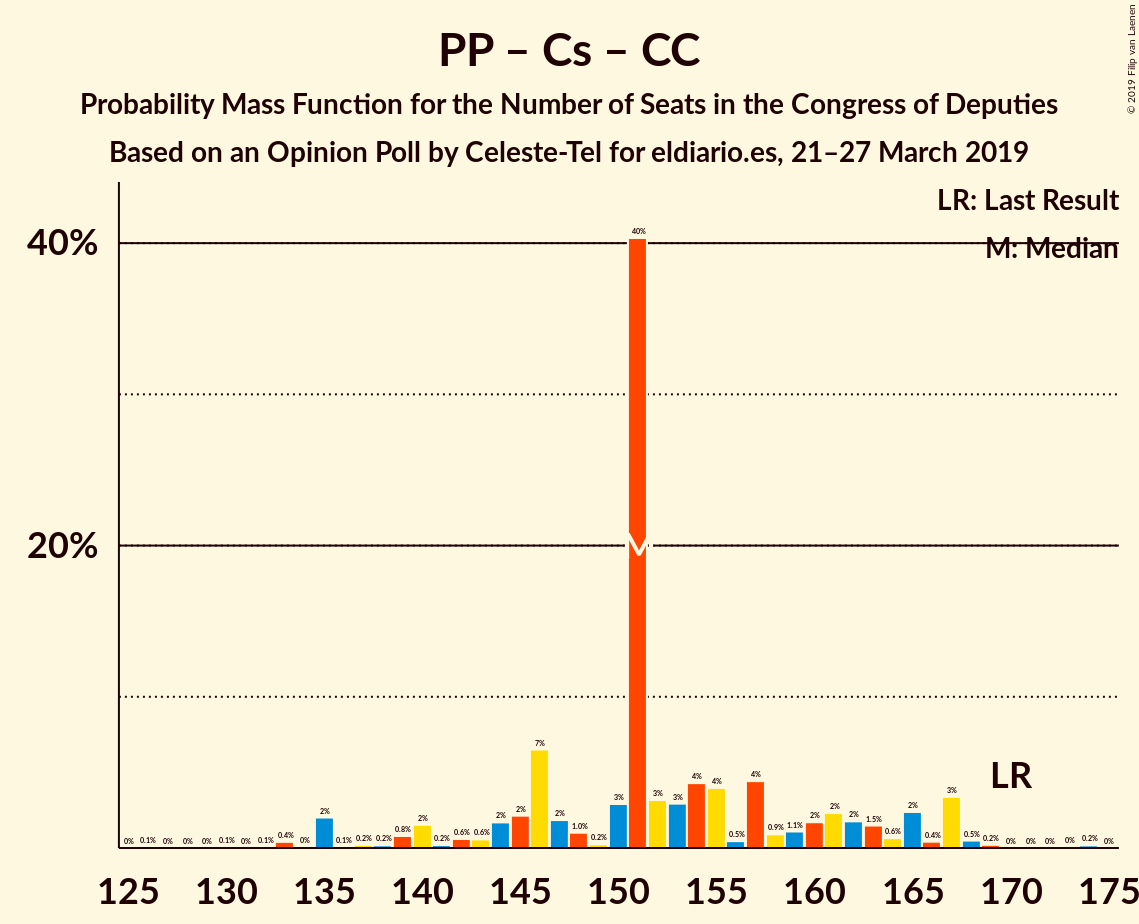 PP – Cs – CC
Probability Mass Function for the Number of Seats in the Congress of Deputies
Based on an Opinion Poll by Celeste-Tel for eldiario.es, 21–27 March 2019
© 2019 Filip van Laenen
LR: Last Result
M: Median
40%
20%
LR
0% 0.1% 0% 0% 0% 0.1% 0% 0.1% 0.4% 0% 2% 0.1% 0.2% 0.2% 0.8% 2% 0.2% 0.6% 0.6% 2% 2% 7% 2% 1.0% 0.2% 3% 40% 3% 3% 4% 4% 0.5% 4% 0.9% 1.1% 2% 2% 2% 1.5% 0.6% 2% 0.4% 3% 0.5% 0.2% 0% 0% 0% 0% 0.2% 0%
125 130 135 140 145 150 155 160 165 170 175